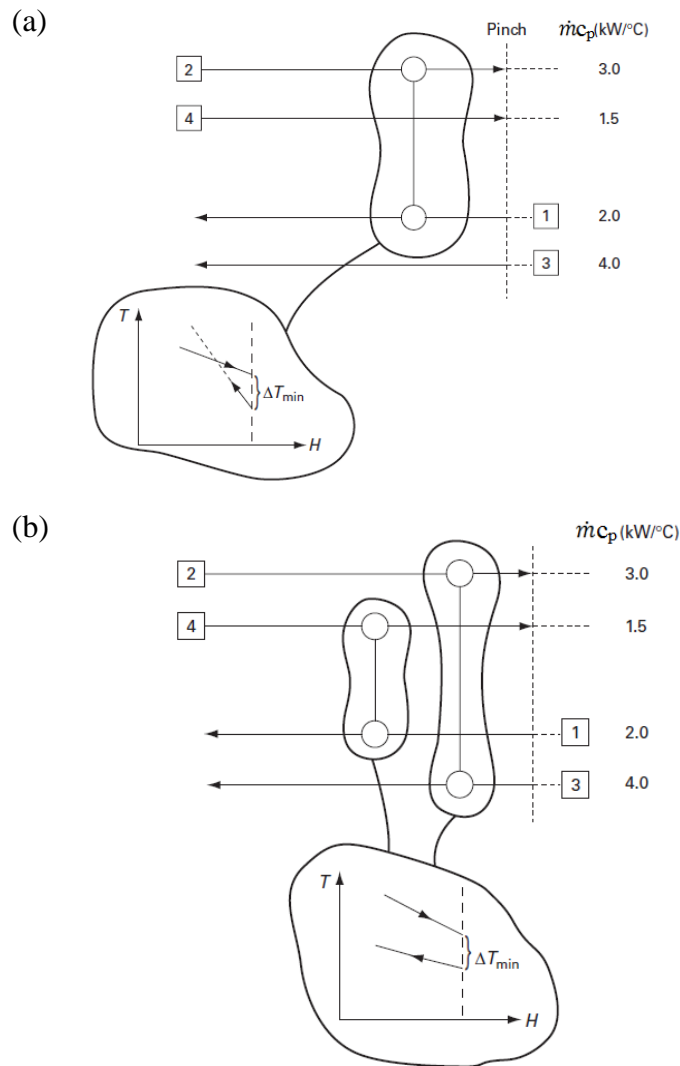 (a)
Pinch ṁcp(kW/°C)
2 3.0
4 1.5
1 2.0
3 4.0
T
ΔTmin
H
(b)
ṁcp(kW/°C)
2 3.0
4 1.5
1 2.0
3 4.0
T
ΔTmin
H